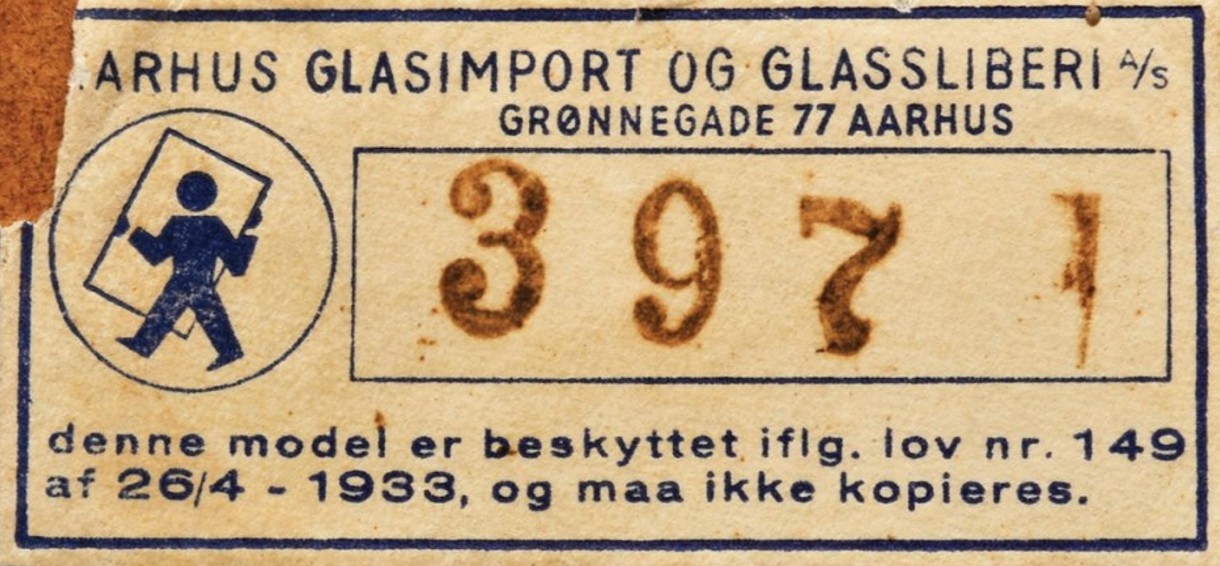 AARHUS GLASIMPORT OG GLASSLIBERI A/S
GRØNNEGADE 77 AARHUS
3971
denne model er beskyttet iflg. lov nr. 149
af 26/4 - 1933, og maa ikke kopieres.